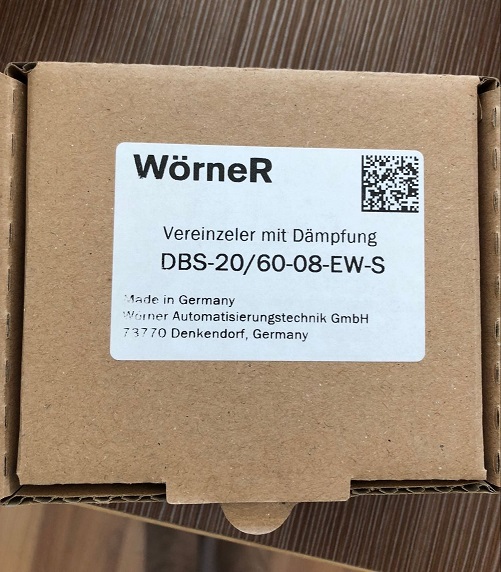 WörneR
Vereinzeler mit Dämpfung
DBS-20/60-08-EW-S
Made in Germany
Wörner Automatisierungstechnik GmbH
73770 Denkendorf, Germany